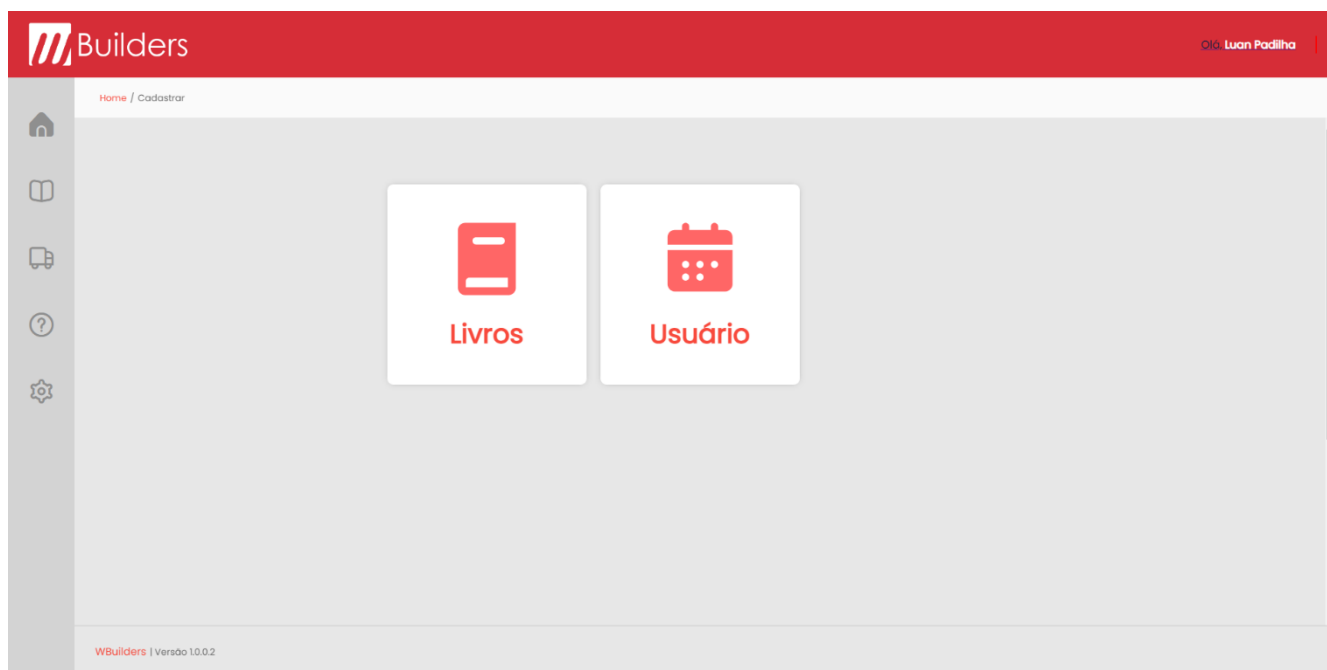 Builders
Olá, Luan Padilha
Home / Cadastrar
Livros
Usuário
WBuilders | Versão 1.0.0.2